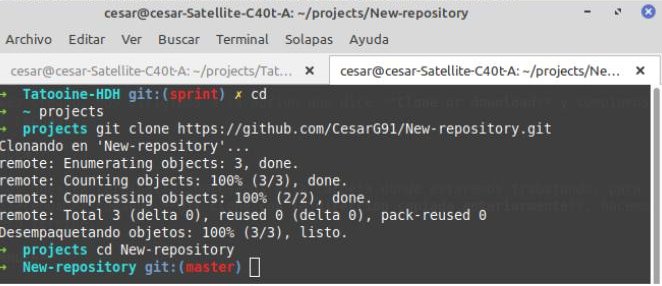 cesar@cesar-Satellite-C40t-A: ~/projects/New-repository
Archivo Editar Ver Buscar Terminal Solapas Ayuda
cesar@cesar-Satellite-C40t-A: ~/projects/Tat... × cesar@cesar-Satellite-C40t-A: ~/projects/Ne... ×
→ Tatooine-HDH git:(sprint) ✗ cd
→ ~ projects
→ projects git clone https://github.com/CesarG91/New-repository.git
Clonando en 'New-repository'...
remote: Enumerating objects: 3, done.
remote: Counting objects: 100% (3/3), done.
remote: Compressing objects: 100% (2/2), done.
remote: Total 3 (delta 0), reused 0 (delta 0), pack-reused 0
Desempaquetando objetos: 100% (3/3), listo.
→ projects cd New-repository
→ New-repository git:(master)